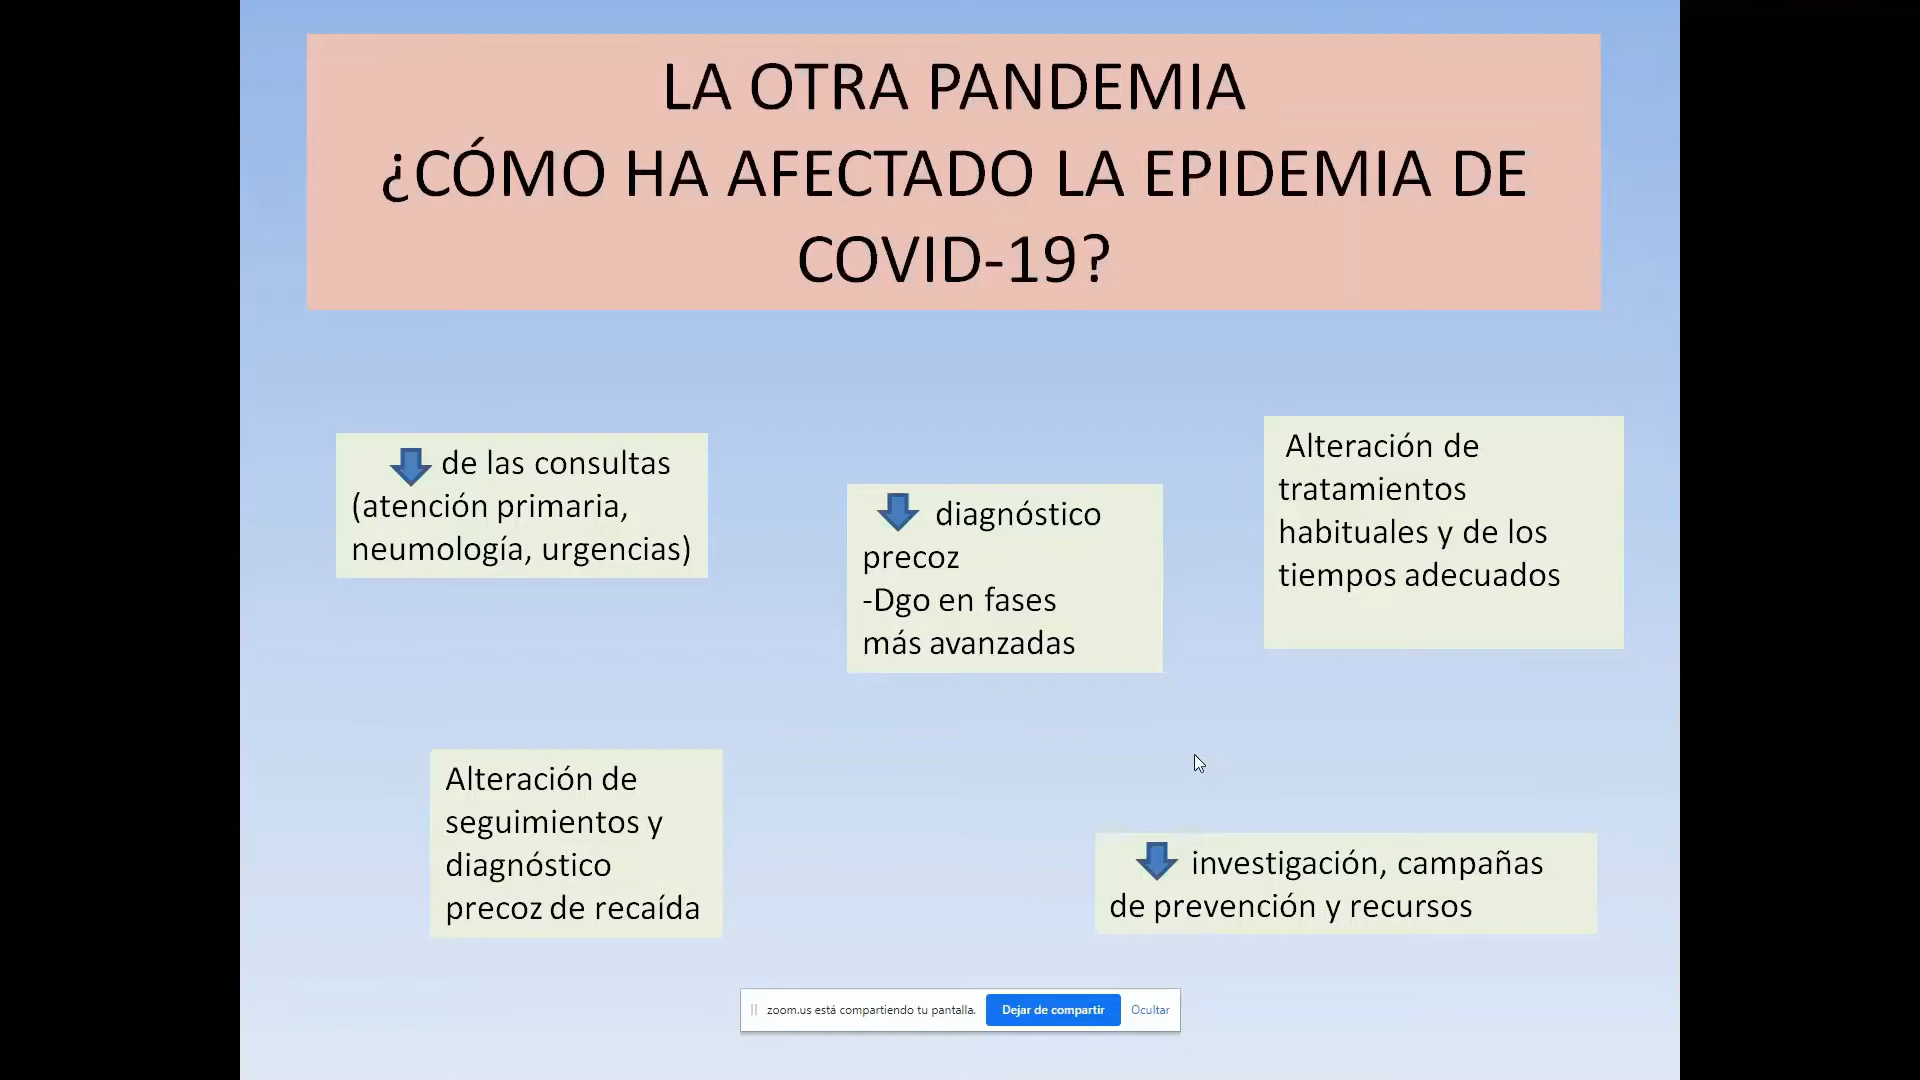 LA OTRA PANDEMIA
¿CÓMO HA AFECTADO LA EPIDEMIA DE
COVID-19?
de las consultas
(atención primaria,
neumología, urgencias)
diagnóstico
precoz
-Dgo en fases
más avanzadas
Alteración de
tratamientos
habituales y de los
tiempos adecuados
Alteración de
seguimientos y
diagnóstico
precoz de recaída
investigación, campañas
de prevención y recursos
zoom.us está compartiendo tu pantalla. Dejar de compartir Ocultar